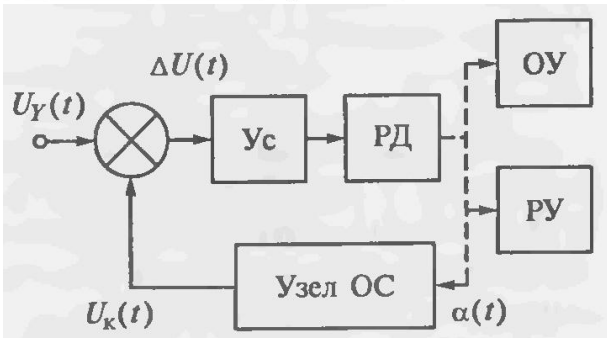 ΔU(t)
U_Y(t)
Ус
РД
ОУ
РУ
Узел ОС
U_к(t)
α(t)